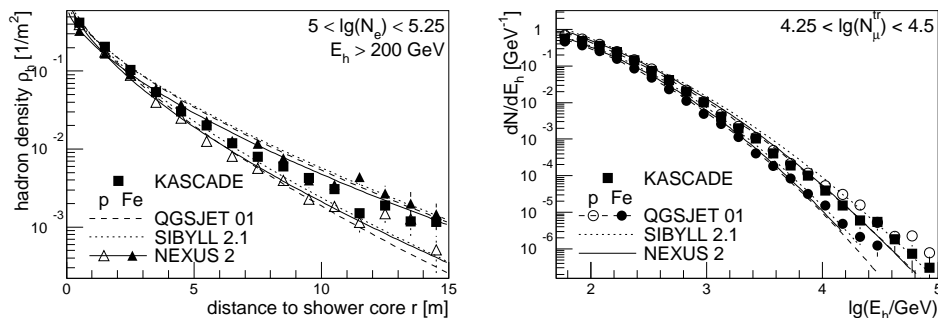 hadron density ρ_h [1/m²]
5 < lg(N_e) < 5.25
E_h > 200 GeV
10⁻¹
10⁻²
10⁻³
KASCADE
p Fe
QGSJET 01
SIBYLL 2.1
NEXUS 2
0 5 10 15
distance to shower core r [m]
dN/dE_h [GeV⁻¹]
4.25 < lg(N_μ^tr) < 4.5
1
10⁻¹
10⁻²
10⁻³
10⁻⁴
10⁻⁵
10⁻⁶
KASCADE
p Fe
QGSJET 01
SIBYLL 2.1
NEXUS 2
2 3 4 5
lg(E_h/GeV)